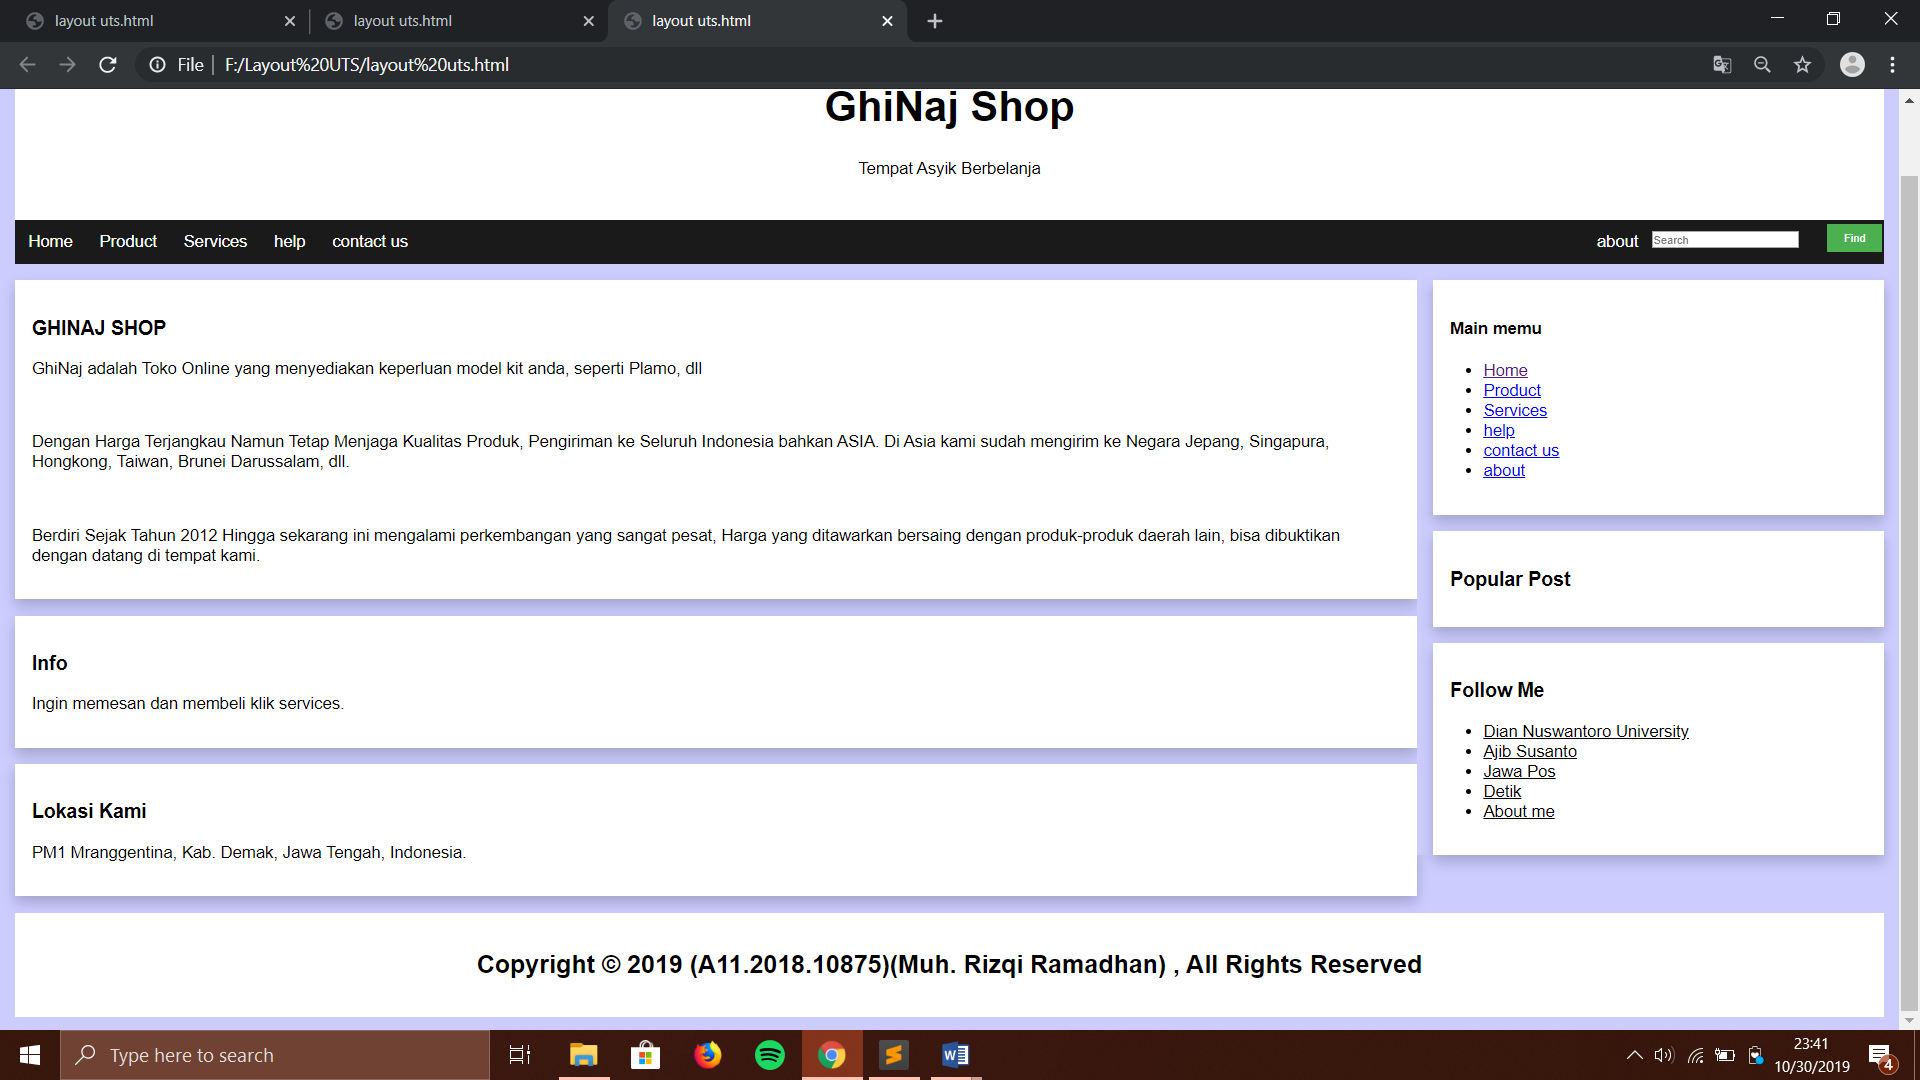 layout uts.html
layout uts.html
layout uts.html
File
F:/Layout%20UTS/layout%20uts.html
GhiNaj Shop
Tempat Asyik Berbelanja
Home Product Services help contact us about Search Find
GHINAJ SHOP
GhiNaj adalah Toko Online yang menyediakan keperluan model kit anda, seperti Plamo, dll
Dengan Harga Terjangkau Namun Tetap Menjaga Kualitas Produk, Pengiriman ke Seluruh Indonesia bahkan ASIA. Di Asia kami sudah mengirim ke Negara Jepang, Singapura,
Hongkong, Taiwan, Brunei Darussalam, dll.
Berdiri Sejak Tahun 2012 Hingga sekarang ini mengalami perkembangan yang sangat pesat, Harga yang ditawarkan bersaing dengan produk-produk daerah lain, bisa dibuktikan
dengan datang di tempat kami.
Info
Ingin memesan dan membeli klik services.
Lokasi Kami
PM1 Mranggentina, Kab. Demak, Jawa Tengah, Indonesia.
Main memu
Home
Product
Services
help
contact us
about
Popular Post
Follow Me
Dian Nuswantoro University
Ajib Susanto
Jawa Pos
Detik
About me
Copyright © 2019 (A11.2018.10875)(Muh. Rizqi Ramadhan) , All Rights Reserved
Type here to search
23:41
10/30/2019
4